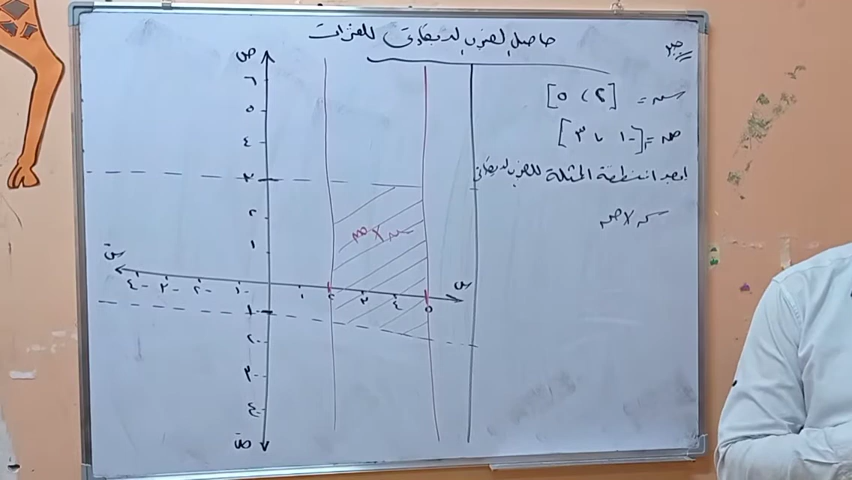 حاصل الضرب الديكارتي للفترات
جبر
س = [٢ ، ٥]
ص = [-١ ، ٣]
اوجد المنطقة الممثلة للضرب الديكارتي
س × ص
ص
٦
٥
٤
٣
٢
١
س × ص
سَ
-٤ -٣ -٢ -١ ١ ٢ ٣ ٤ ٥ س
-١
-٢
-٣
-٤
صَ